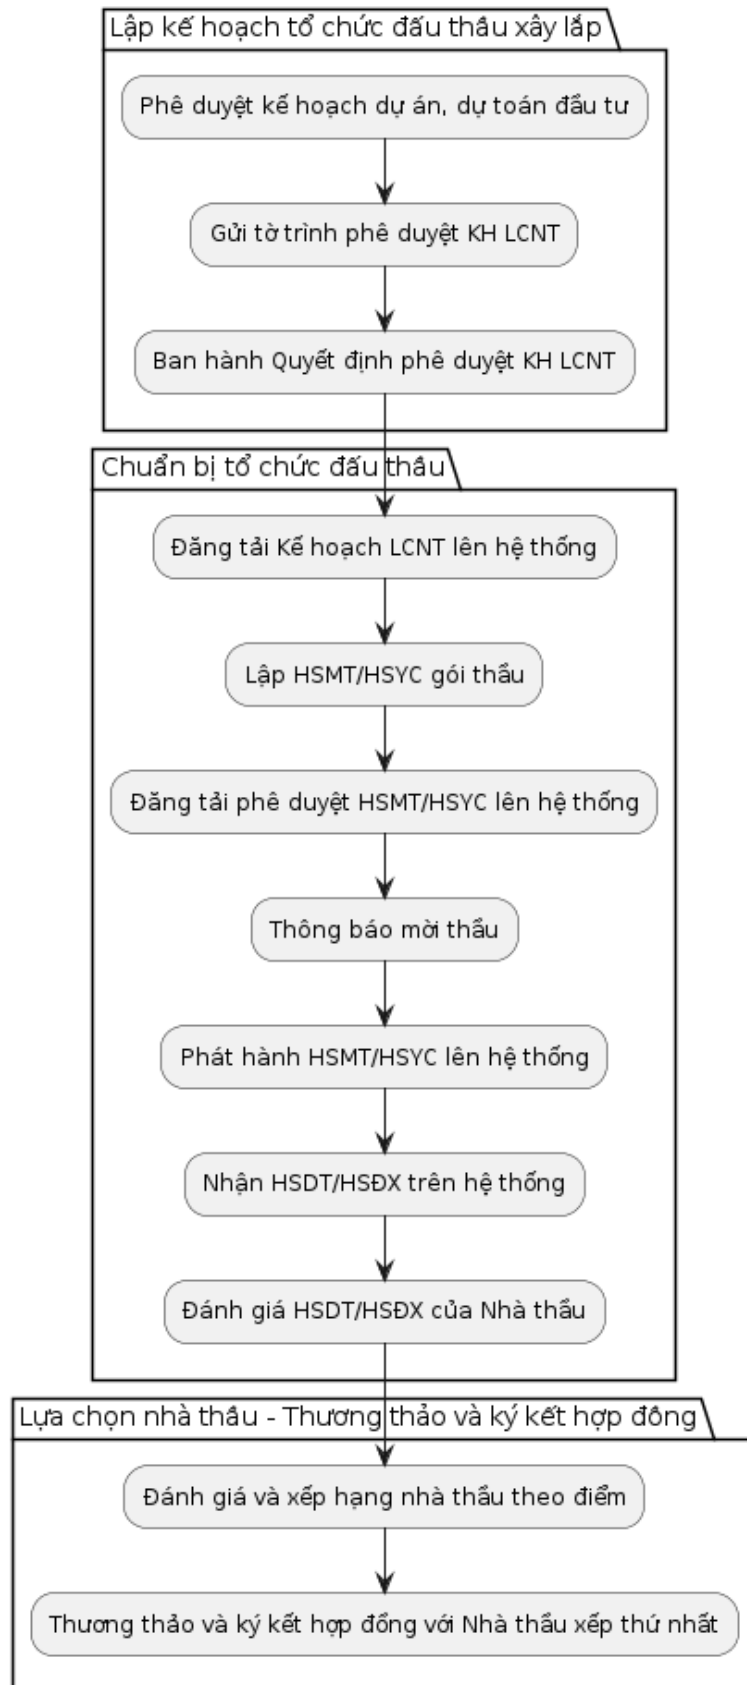 Lập kế hoạch tổ chức đấu thầu xây lắp
Phê duyệt kế hoạch dự án, dự toán đầu tư
Gửi tờ trình phê duyệt KH LCNT
Ban hành Quyết định phê duyệt KH LCNT
Chuẩn bị tổ chức đấu thầu
Đăng tải Kế hoạch LCNT lên hệ thống
Lập HSMT/HSYC gói thầu
Đăng tải phê duyệt HSMT/HSYC lên hệ thống
Thông báo mời thầu
Phát hành HSMT/HSYC lên hệ thống
Nhận HSDT/HSĐX trên hệ thống
Đánh giá HSDT/HSĐX của Nhà thầu
Lựa chọn nhà thầu - Thương thảo và ký kết hợp đồng
Đánh giá và xếp hạng nhà thầu theo điểm
Thương thảo và ký kết hợp đồng với Nhà thầu xếp thứ nhất